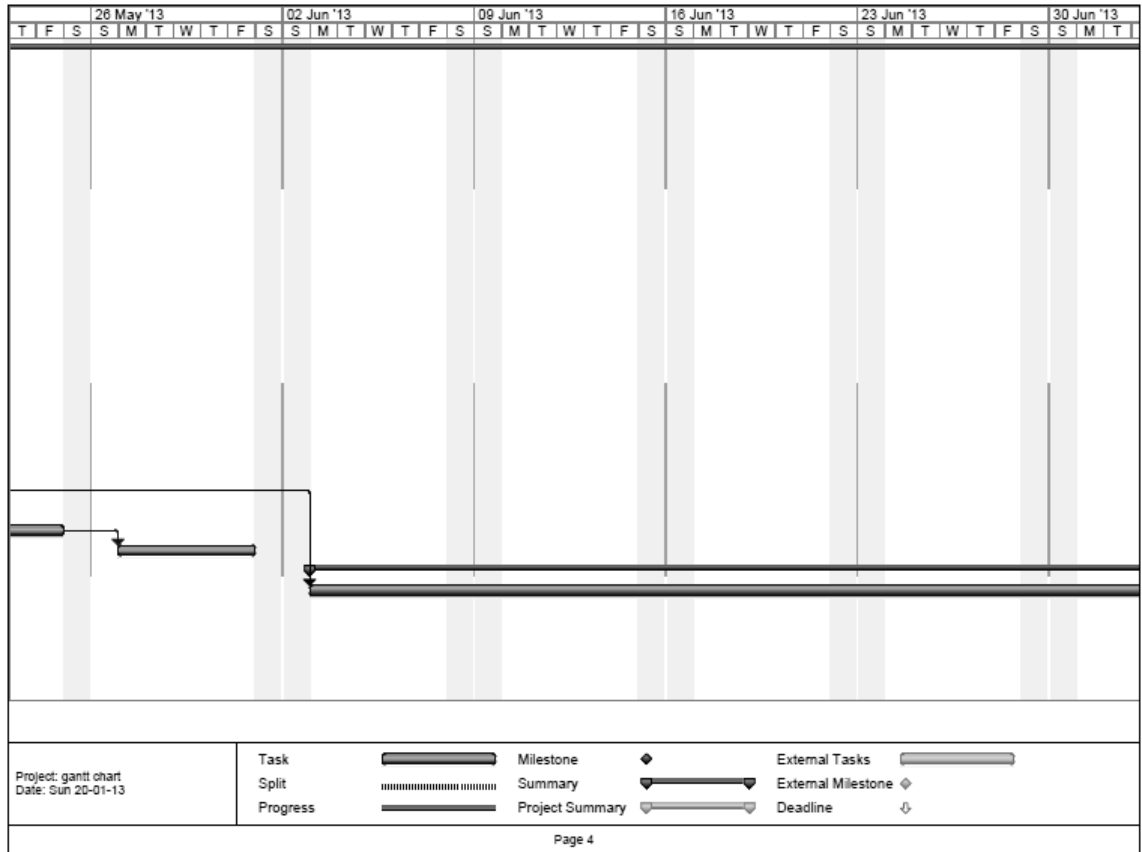 26 May '13 02 Jun '13 09 Jun '13 16 Jun '13 23 Jun '13 30 Jun '13
T F S S M T W T F S S M T W T F S S M T W T F S S M T W T F S S M T W T F S S M T
Task Milestone External Tasks
Project: gantt chart
Date: Sun 20-01-13
Split Summary External Milestone
Progress Project Summary Deadline
Page 4